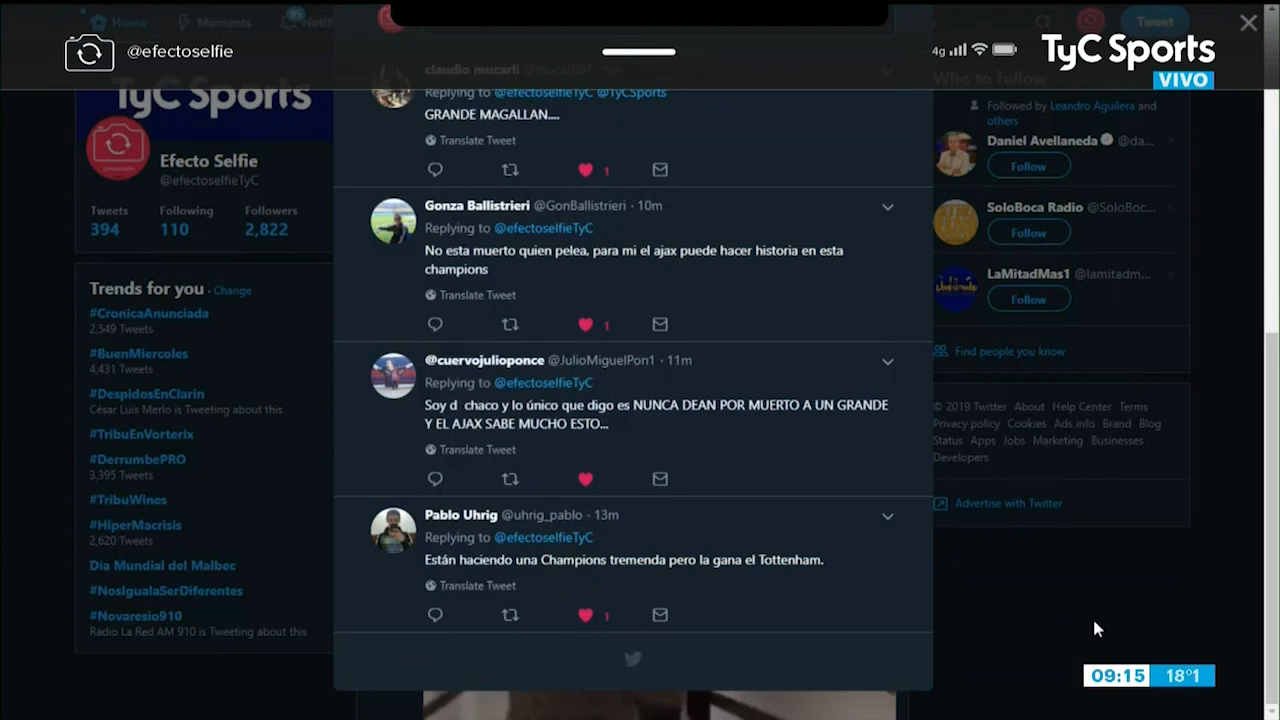 Home
Moments
85
Notifi
Tweet
@efectoselfie
4g
TyC Sports
VIVO
TyC Sports
Efecto Selfie
@efectoselfieTyC
Tweets
Following
Followers
394
110
2,822
Trends for you · Change
#CronicaAnunciada
2,549 Tweets
#BuenMiercoles
4,431 Tweets
#DespidosEnClarin
César Luis Merlo is Tweeting about this
#TribuEnVorterix
#DerrumbePRO
3,395 Tweets
#TribuWines
#HiperMacrisis
2,620 Tweets
Día Mundial del Malbec
#NosIgualaSerDiferentes
#Novaresio910
Radio La Red AM 910 is Tweeting about this
claudio mucarli @mucarli87 · 5m
Replying to @efectoselfieTyC @TyCSports
GRANDE MAGALLAN....
Translate Tweet
1
Gonza Ballistrieri @GonBallistrieri · 10m
Replying to @efectoselfieTyC
No esta muerto quien pelea, para mi el ajax puede hacer historia en esta
champions
Translate Tweet
1
@cuervojulioponce @JulioMiguelPon1 · 11m
Replying to @efectoselfieTyC
Soy d chaco y lo único que digo es NUNCA DEAN POR MUERTO A UN GRANDE
Y EL AJAX SABE MUCHO ESTO...
Translate Tweet
Pablo Uhrig @uhrig_pablo · 13m
Replying to @efectoselfieTyC
Están haciendo una Champions tremenda pero la gana el Tottenham.
Translate Tweet
1
Who to follow
Followed by Leandro Aguilera and
others
Daniel Avellaneda @da...
Follow
SoloBoca Radio @SoloBoc...
Follow
LaMitadMas1 @lamitadm...
Follow
Find people you know
© 2019 Twitter About Help Center Terms
Privacy policy Cookies Ads info Brand Blog
Status Apps Jobs Marketing Businesses
Developers
Advertise with Twitter
09:15
18°1